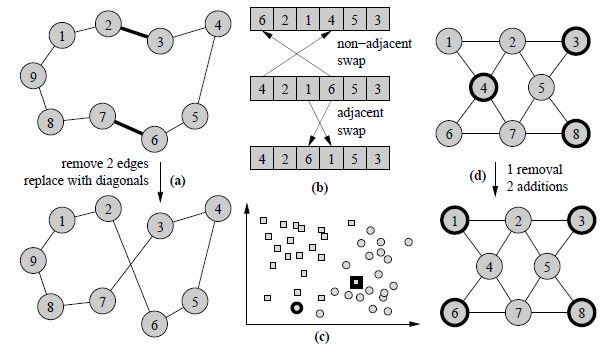 2
4
1
3
9
5
8
7
6
remove 2 edges
replace with diagonals
(a)
2
4
1
3
9
8
7
5
6
6 2 1 4 5 3
non-adjacent
swap
4 2 1 6 5 3
adjacent
swap
4 2 6 1 5 3
(b)
(c)
1 2 3
4 5
6 7 8
(d)
1 removal
2 additions
1 2 3
4 5
6 7 8